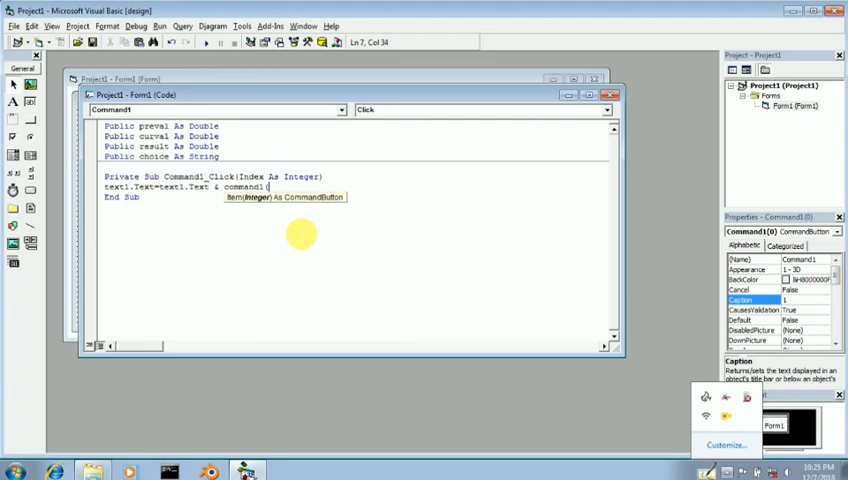 Project1 - Microsoft Visual Basic [design]
File Edit View Project Format Debug Run Query Diagram Tools Add-Ins Window Help
Ln 7, Col 34
General
Project1 - Form1 (Form)
Project1 - Form1 (Code)
Command1
Click
Public preval As Double
Public curval As Double
Public result As Double
Public choice As String
Private Sub Command1_Click(Index As Integer)
text1.Text=text1.Text & command1(
Item(Integer) As CommandButton
End Sub
Project - Project1
Project1 (Project1)
Forms
Form1 (Form1)
Properties - Command1(0)
Command1(0) CommandButton
Alphabetic Categorized
(Name) Command1
Appearance 1 - 3D
BackColor &H8000000F
Cancel False
Caption 1
CausesValidation True
Default False
DisabledPicture (None)
DownPicture (None)
Caption
Returns/sets the text displayed in
an object's title bar or below an object's
Form1
Customize...
10:25 PM
12/7/2018